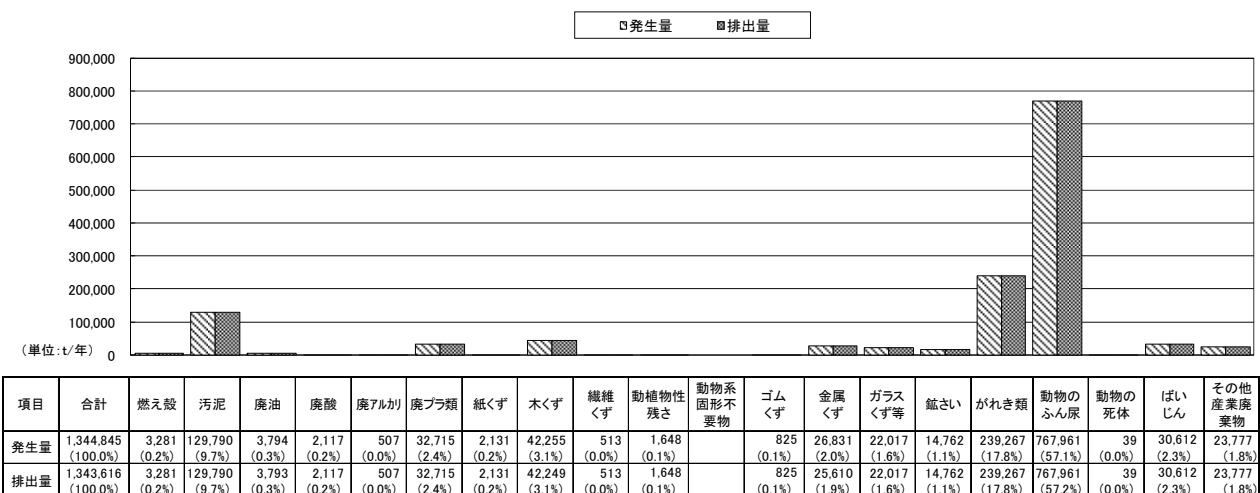 発生量 排出量
900,000
800,000
700,000
600,000
500,000
400,000
300,000
200,000
100,000
（単位:t/年） 0
項目 合計 燃え殻 汚泥 廃油 廃酸 廃アルカリ 廃プラ類 紙くず 木くず 繊維くず 動植物性残さ 動物系固形不要物 ゴムくず 金属くず ガラスくず等 鉱さい がれき類 動物のふん尿 動物の死体 ばいじん その他産業廃棄物
発生量 1,344,845 3,281 129,790 3,794 2,117 507 32,715 2,131 42,255 513 1,648 825 26,831 22,017 14,762 239,267 767,961 39 30,612 23,777
(100.0%) (0.2%) (9.7%) (0.3%) (0.2%) (0.0%) (2.4%) (0.2%) (3.1%) (0.0%) (0.1%) (0.1%) (2.0%) (1.6%) (1.1%) (17.8%) (57.1%) (0.0%) (2.3%) (1.8%)
排出量 1,343,616 3,281 129,790 3,793 2,117 507 32,715 2,131 42,249 513 1,648 825 25,610 22,017 14,762 239,267 767,961 39 30,612 23,777
(100.0%) (0.2%) (9.7%) (0.3%) (0.2%) (0.0%) (2.4%) (0.2%) (3.1%) (0.0%) (0.1%) (0.1%) (1.9%) (1.6%) (1.1%) (17.8%) (57.2%) (0.0%) (2.3%) (1.8%)